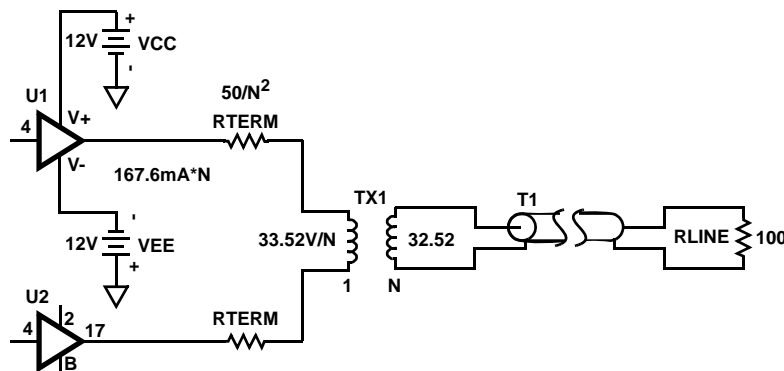 +
12V
VCC
-
U1
50/N²
4
V+
RTERM
V-
167.6mA*N
TX1
T1
-
12V
VEE
+
33.52V/N
32.52
RLINE
100
1
N
U2
2
RTERM
4
17
B